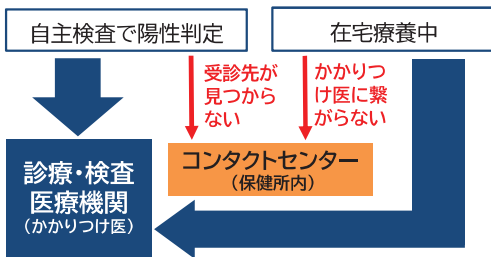 自主検査で陽性判定
在宅療養中
受診先が
見つから
ない
かかりつ
け医に繋
がらない
診療・検査
医療機関
（かかりつけ医）
コンタクトセンター
（保健所内）